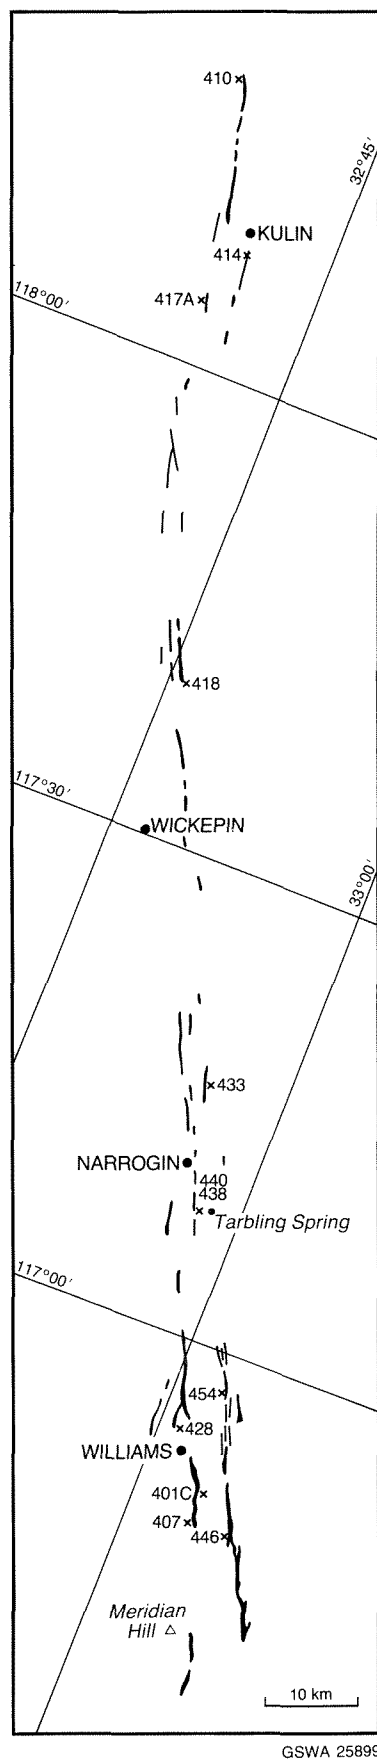 410
32°45'
KULIN
414
417A
118°00'
418
117°30'
WICKEPIN
33°00'
433
NARROGIN
440
438
Tarbling Spring
117°00'
454
428
WILLIAMS
401C
407
446
Meridian
Hill
10 km
GSWA 25899